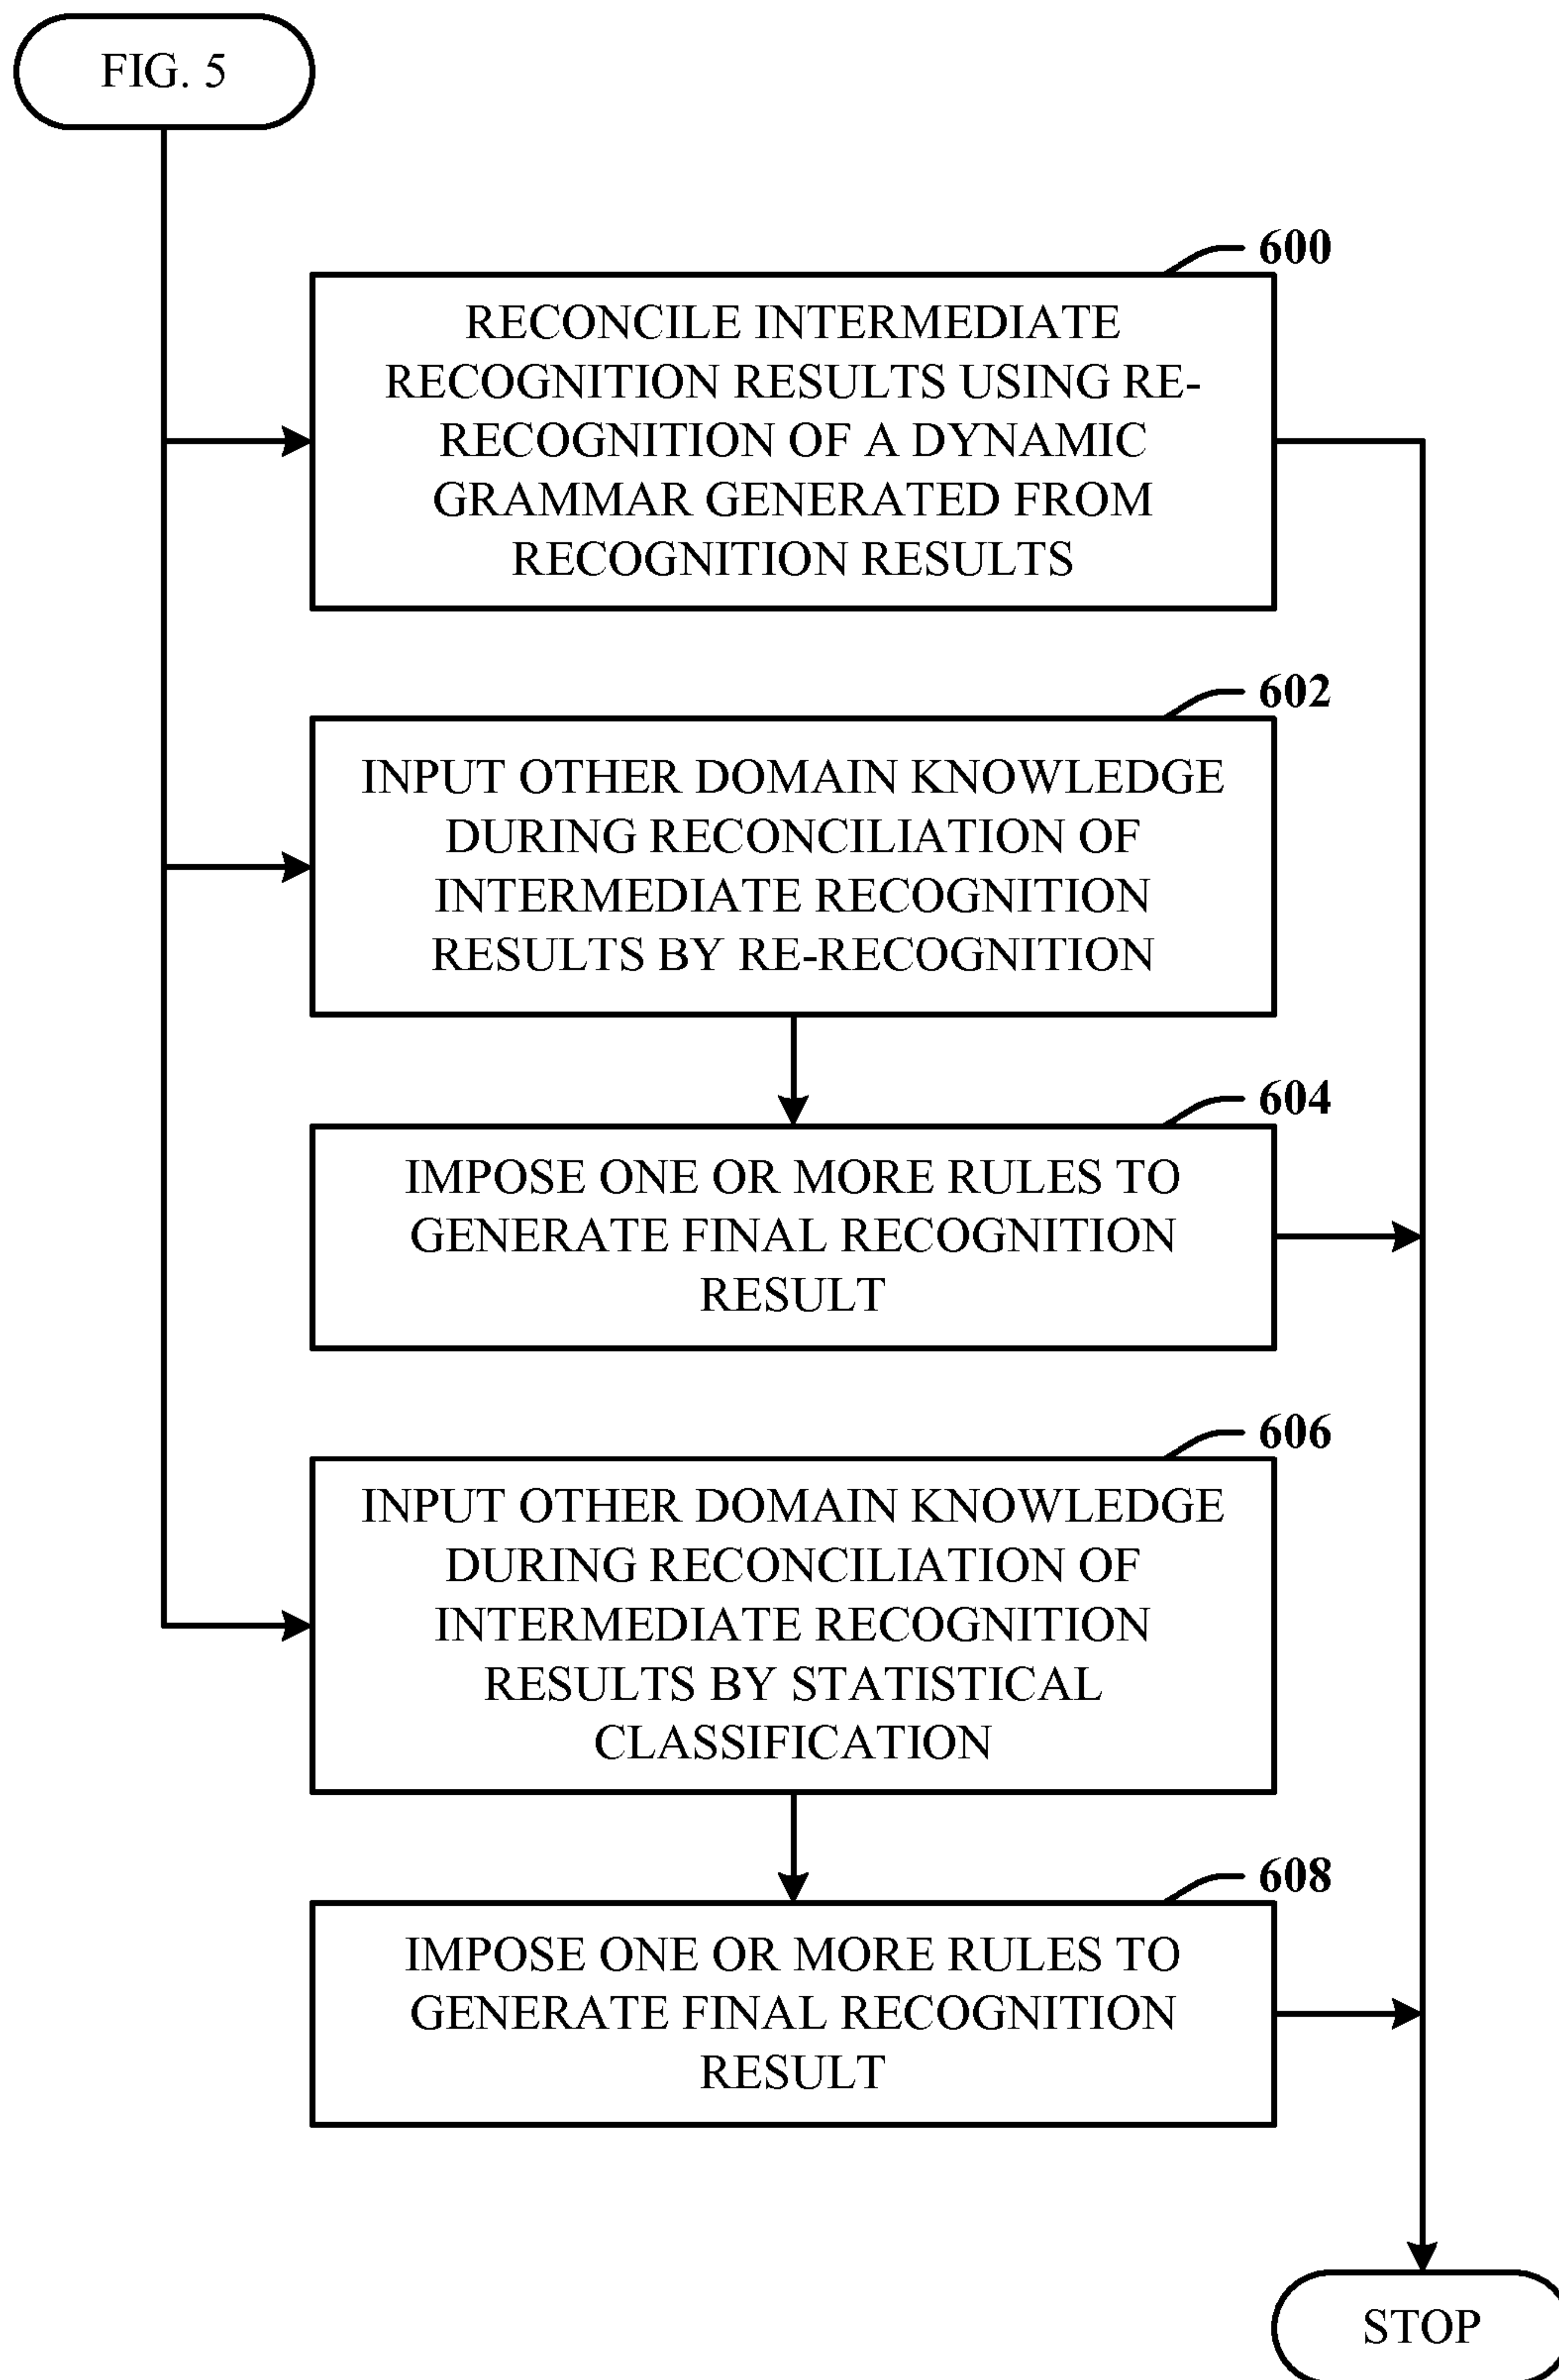 FIG. 5
600
RECONCILE INTERMEDIATE
RECOGNITION RESULTS USING RE-
RECOGNITION OF A DYNAMIC
GRAMMAR GENERATED FROM
RECOGNITION RESULTS
602
INPUT OTHER DOMAIN KNOWLEDGE
DURING RECONCILIATION OF
INTERMEDIATE RECOGNITION
RESULTS BY RE-RECOGNITION
604
IMPOSE ONE OR MORE RULES TO
GENERATE FINAL RECOGNITION
RESULT
606
INPUT OTHER DOMAIN KNOWLEDGE
DURING RECONCILIATION OF
INTERMEDIATE RECOGNITION
RESULTS BY STATISTICAL
CLASSIFICATION
608
IMPOSE ONE OR MORE RULES TO
GENERATE FINAL RECOGNITION
RESULT
STOP